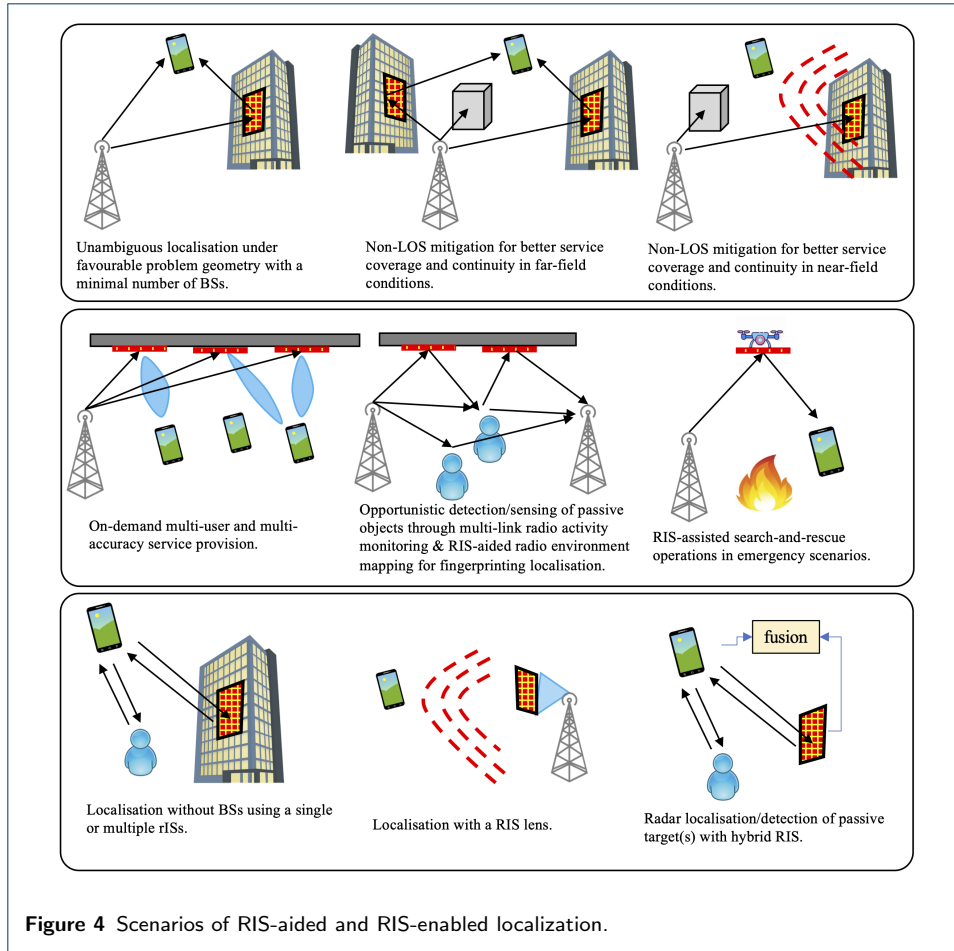 Unambiguous localisation under
favourable problem geometry with a
minimal number of BSs.
Non-LOS mitigation for better service
coverage and continuity in far-field
conditions.
Non-LOS mitigation for better service
coverage and continuity in near-field
conditions.
On-demand multi-user and multi-
accuracy service provision.
Opportunistic detection/sensing of passive
objects through multi-link radio activity
monitoring & RIS-aided radio environment
mapping for fingerprinting localisation.
RIS-assisted search-and-rescue
operations in emergency scenarios.
Localisation without BSs using a single
or multiple rISs.
Localisation with a RIS lens.
fusion
Radar localisation/detection of passive
target(s) with hybrid RIS.
Figure 4 Scenarios of RIS-aided and RIS-enabled localization.